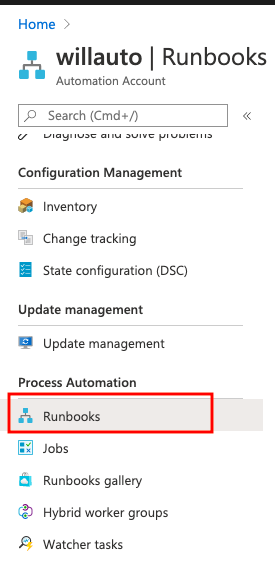 Home >
willauto | Runbooks
Automation Account
Search (Cmd+/)
«
Diagnose and solve problems
Configuration Management
Inventory
Change tracking
State configuration (DSC)
Update management
Update management
Process Automation
Runbooks
Jobs
Runbooks gallery
Hybrid worker groups
Watcher tasks